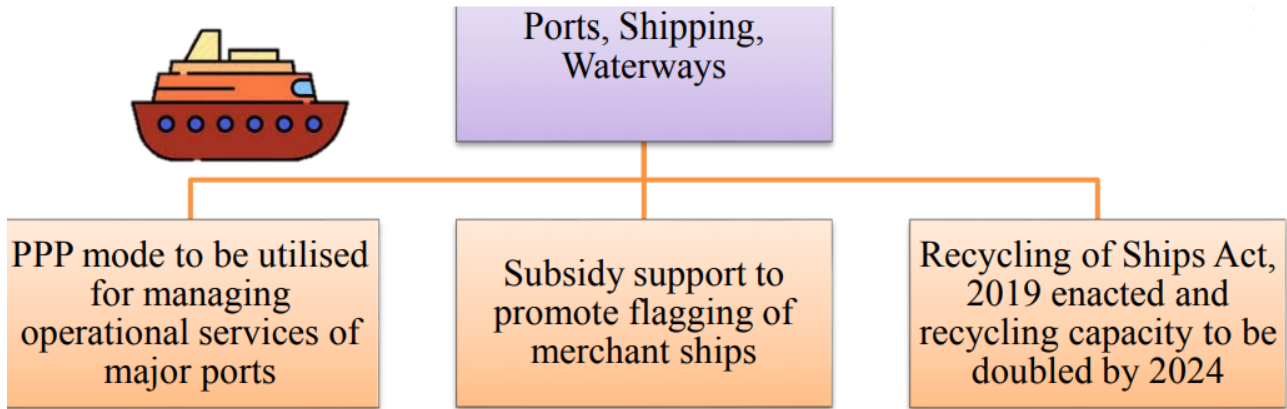 Ports, Shipping,
Waterways
PPP mode to be utilised
for managing
operational services of
major ports
Subsidy support to
promote flagging of
merchant ships
Recycling of Ships Act,
2019 enacted and
recycling capacity to be
doubled by 2024